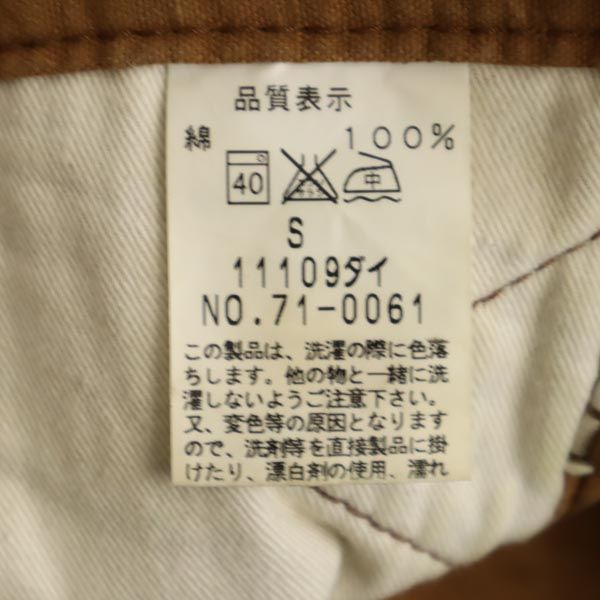 品質表示
綿 100%
40 中
S
11109ダイ
NO.71-0061
この製品は、洗濯の際に色落
ちします。他の物と一緒に洗
濯しないようご注意下さい。
又、変色等の原因となります
ので、洗剤等を直接製品に掛
けたり、漂白剤の使用、濡れ